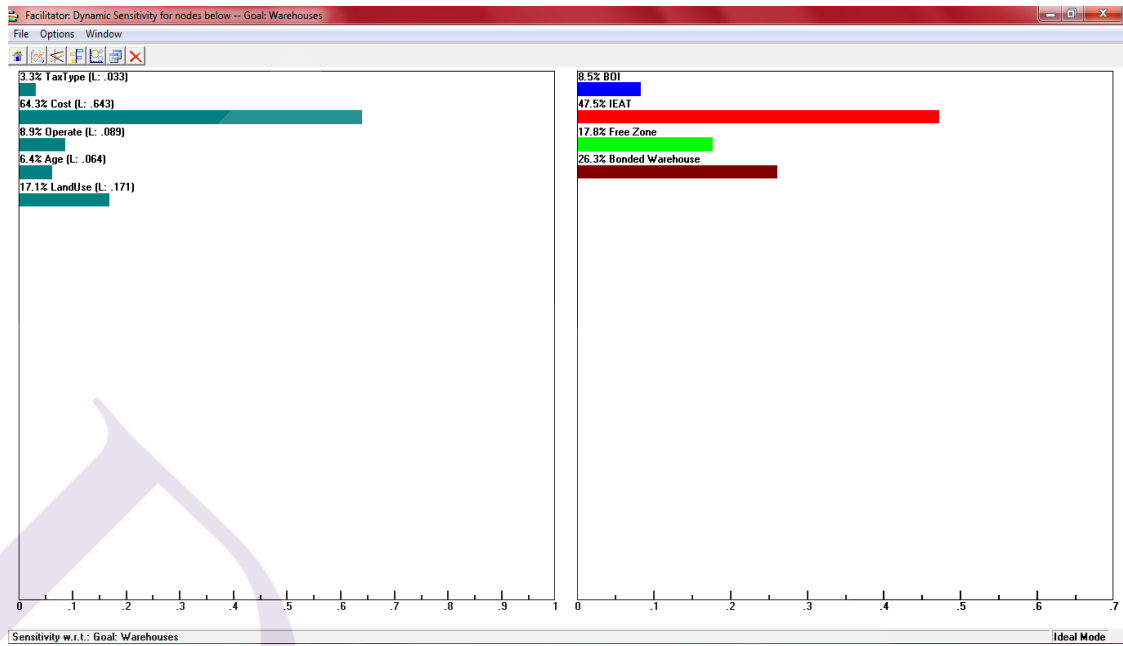 Facilitator: Dynamic Sensitivity for nodes below -- Goal: Warehouses
File Options Window
3.3% TaxType (L: .033)
64.3% Cost (L: .643)
8.9% Operate (L: .089)
6.4% Age (L: .064)
17.1% LandUse (L: .171)
0 .1 .2 .3 .4 .5 .6 .7 .8 .9 1
8.5% BOI
47.5% IEAT
17.8% Free Zone
26.3% Bonded Warehouse
0 .1 .2 .3 .4 .5 .6 .7
Sensitivity w.r.t.: Goal: Warehouses
Ideal Mode